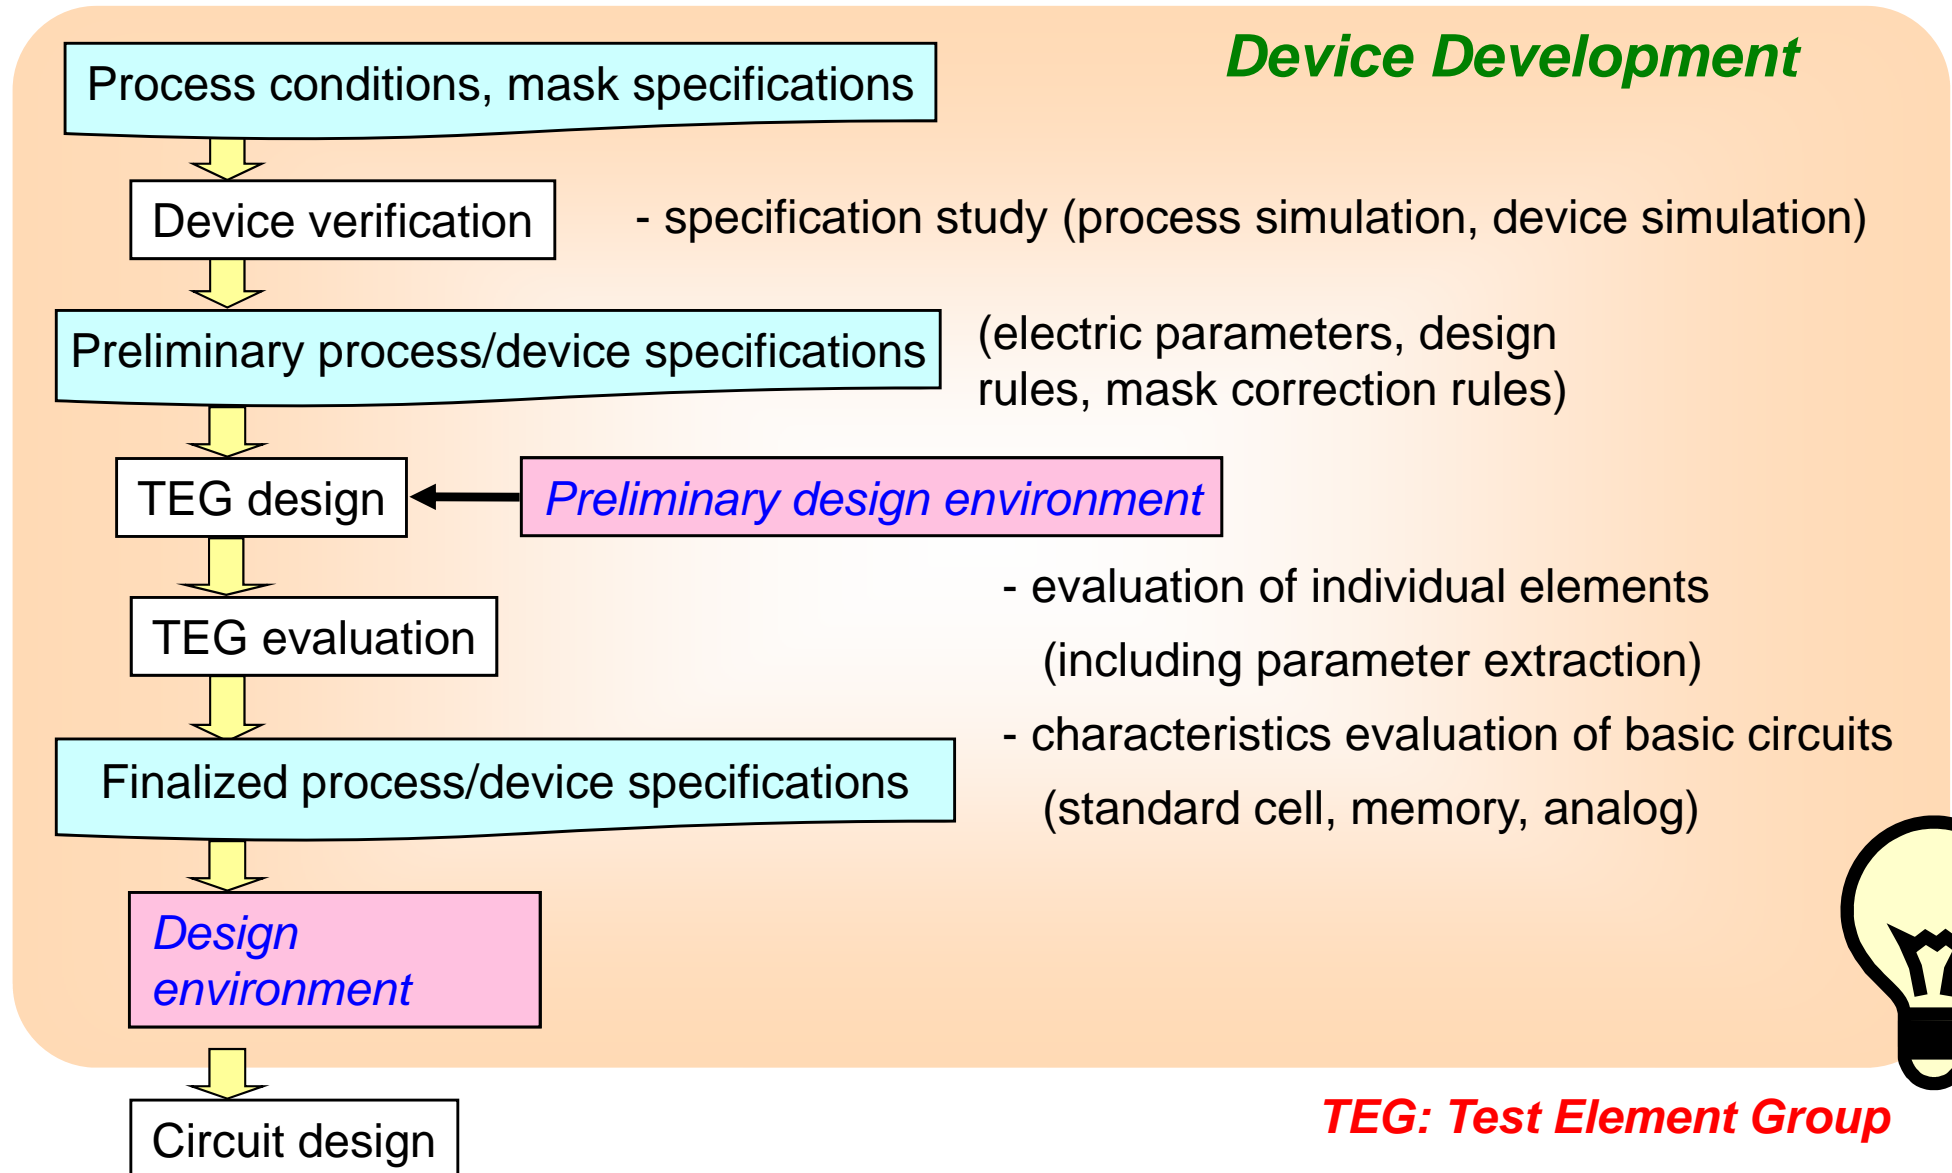 Device Development
Process conditions, mask specifications
Device verification
- specification study (process simulation, device simulation)
Preliminary process/device specifications
(electric parameters, design
rules, mask correction rules)
TEG design
Preliminary design environment
TEG evaluation
- evaluation of individual elements
(including parameter extraction)
- characteristics evaluation of basic circuits
(standard cell, memory, analog)
Finalized process/device specifications
Design
environment
Circuit design
TEG: Test Element Group